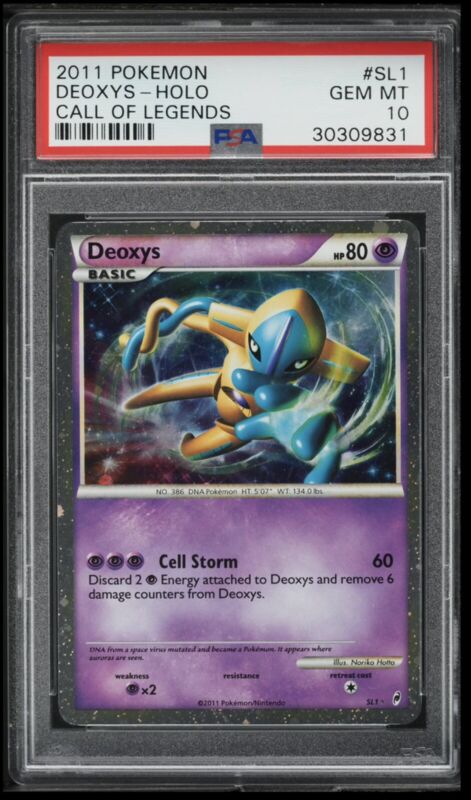 2011 POKEMON #SL1
DEOXYS - HOLO GEM MT
CALL OF LEGENDS 10
PSA 30309831
Deoxys HP 80
BASIC
NO. 386 DNA Pokémon HT: 5'07" WT: 134.0 lbs.
Cell Storm 60
Discard 2 Energy attached to Deoxys and remove 6
damage counters from Deoxys.
DNA from a space virus mutated and became a Pokémon. It appears where
auroras are seen.
Illus. Noriko Hotta
weakness resistance retreat cost
×2
©2011 Pokémon/Nintendo SL1
PSA